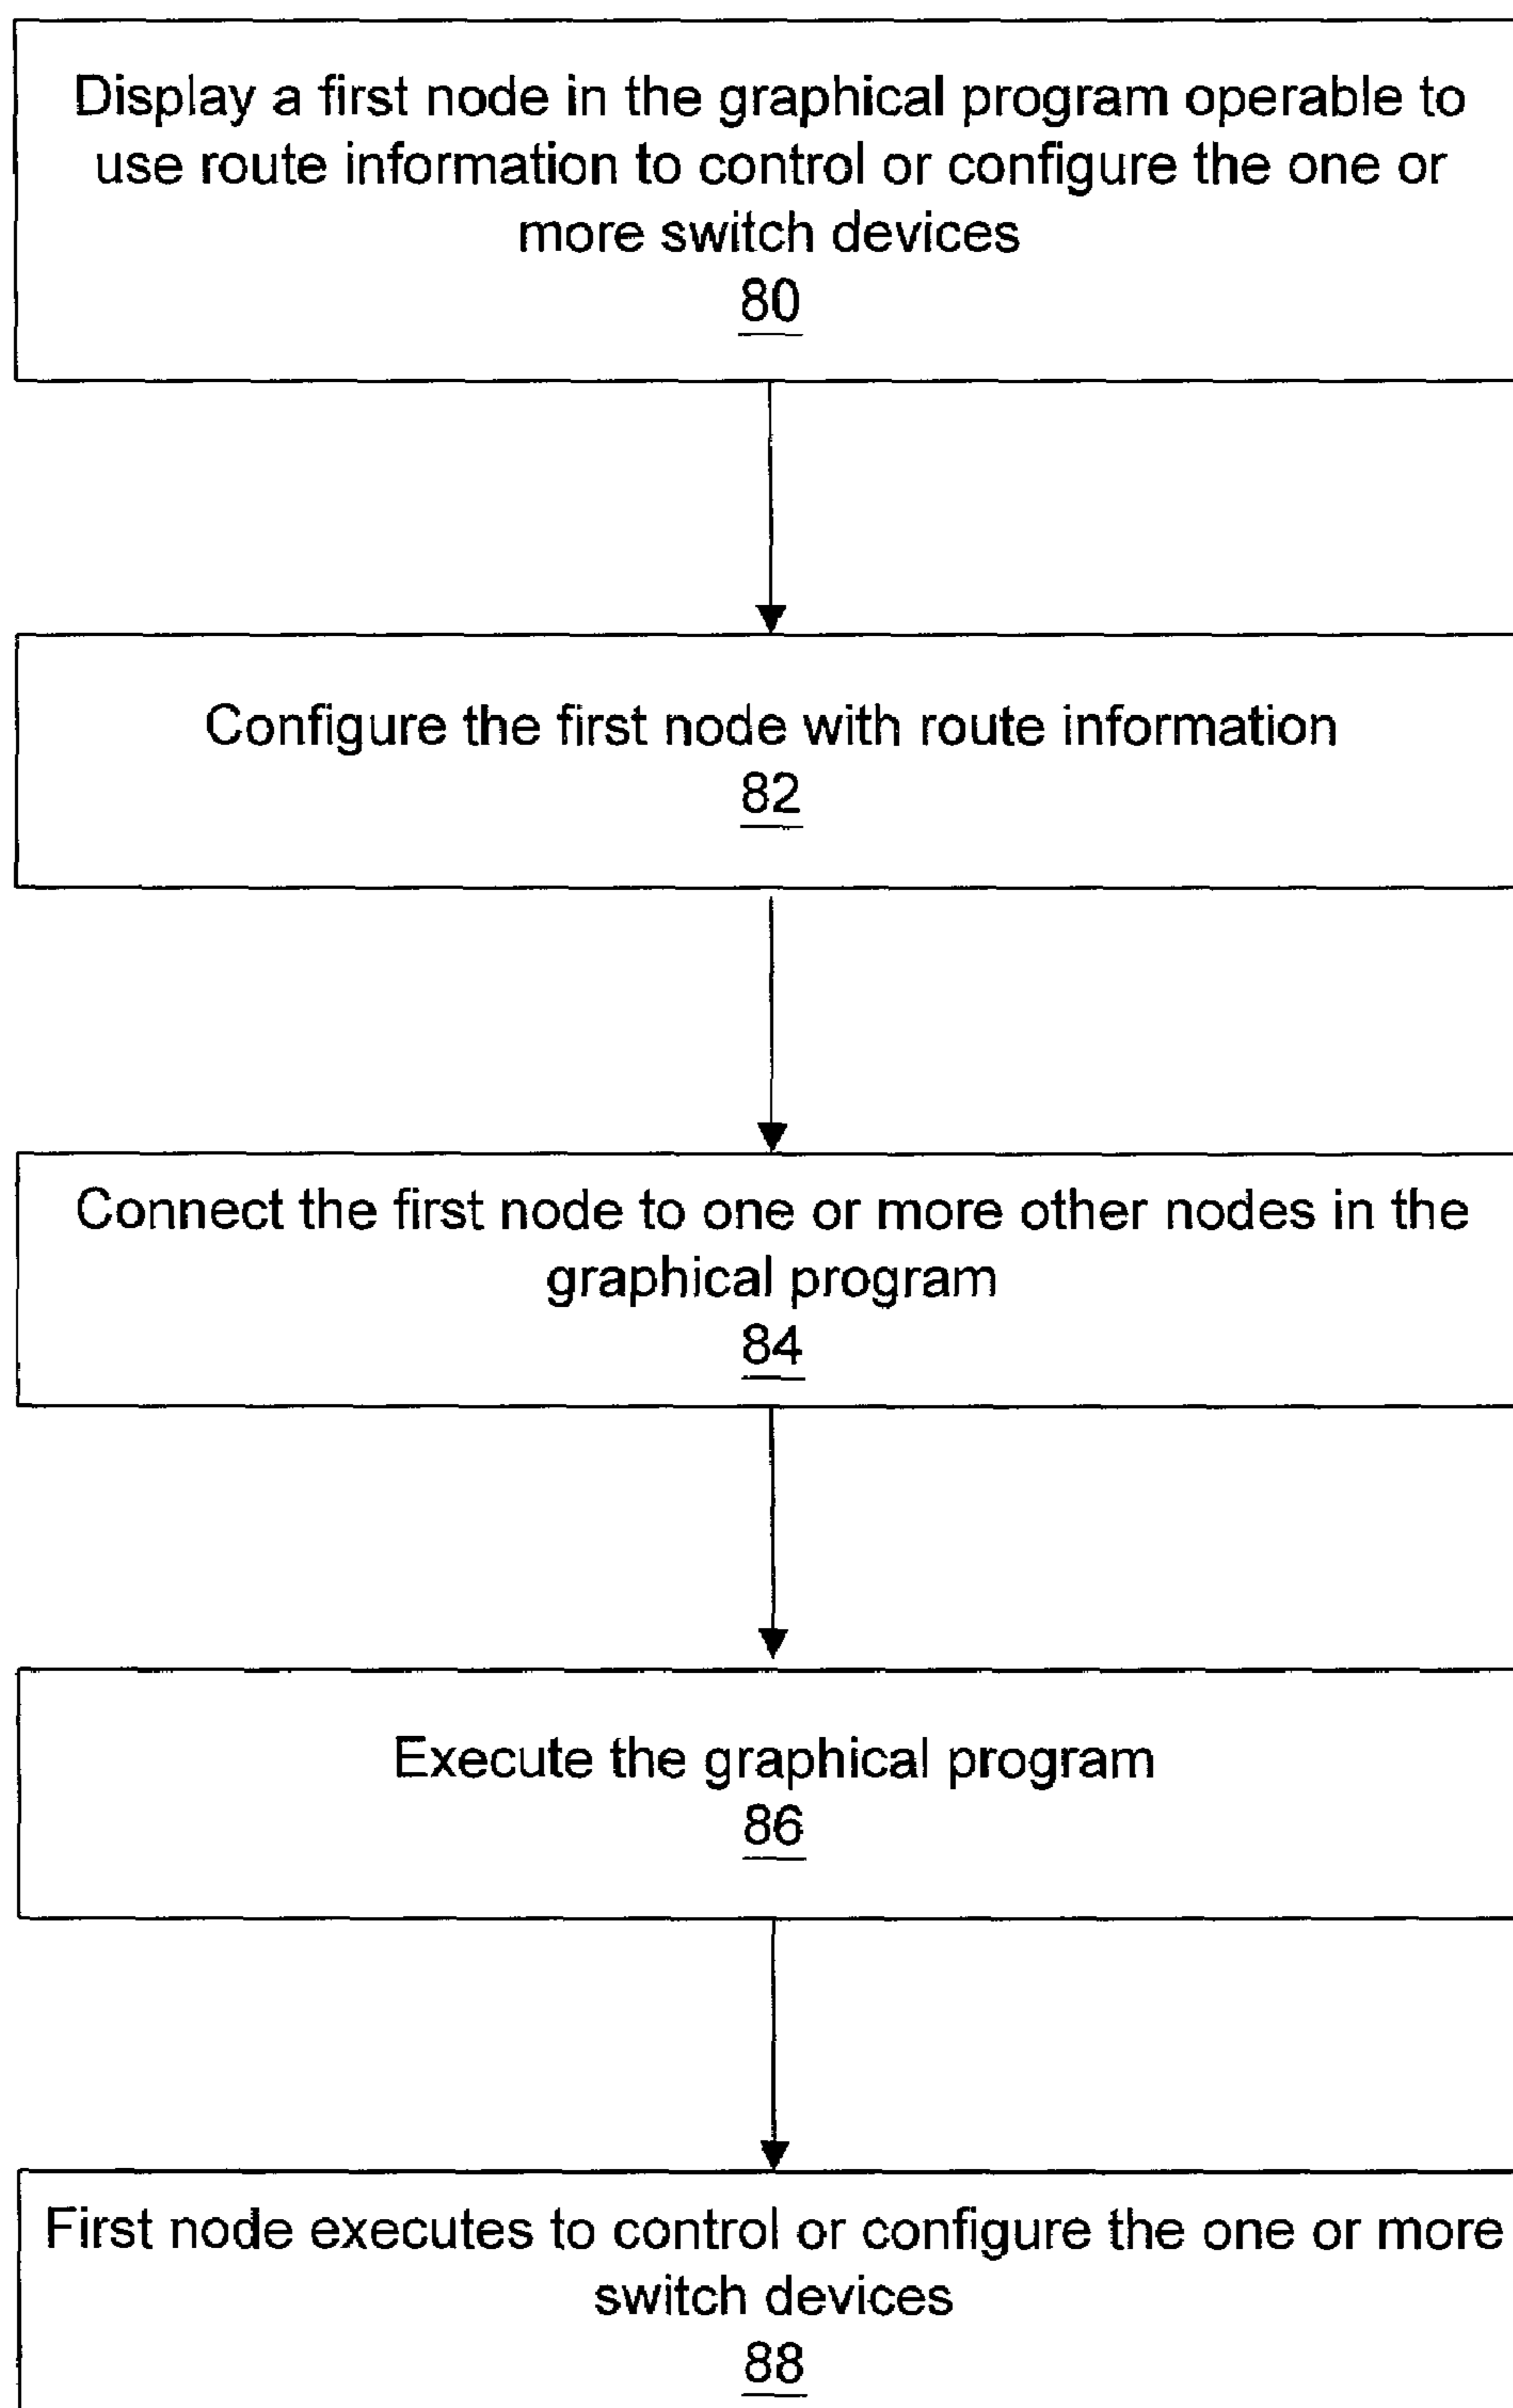 Display a first node in the graphical program operable to
use route information to control or configure the one or
more switch devices
80
Configure the first node with route information
82
Connect the first node to one or more other nodes in the
graphical program
84
Execute the graphical program
86
First node executes to control or configure the one or more
switch devices
88